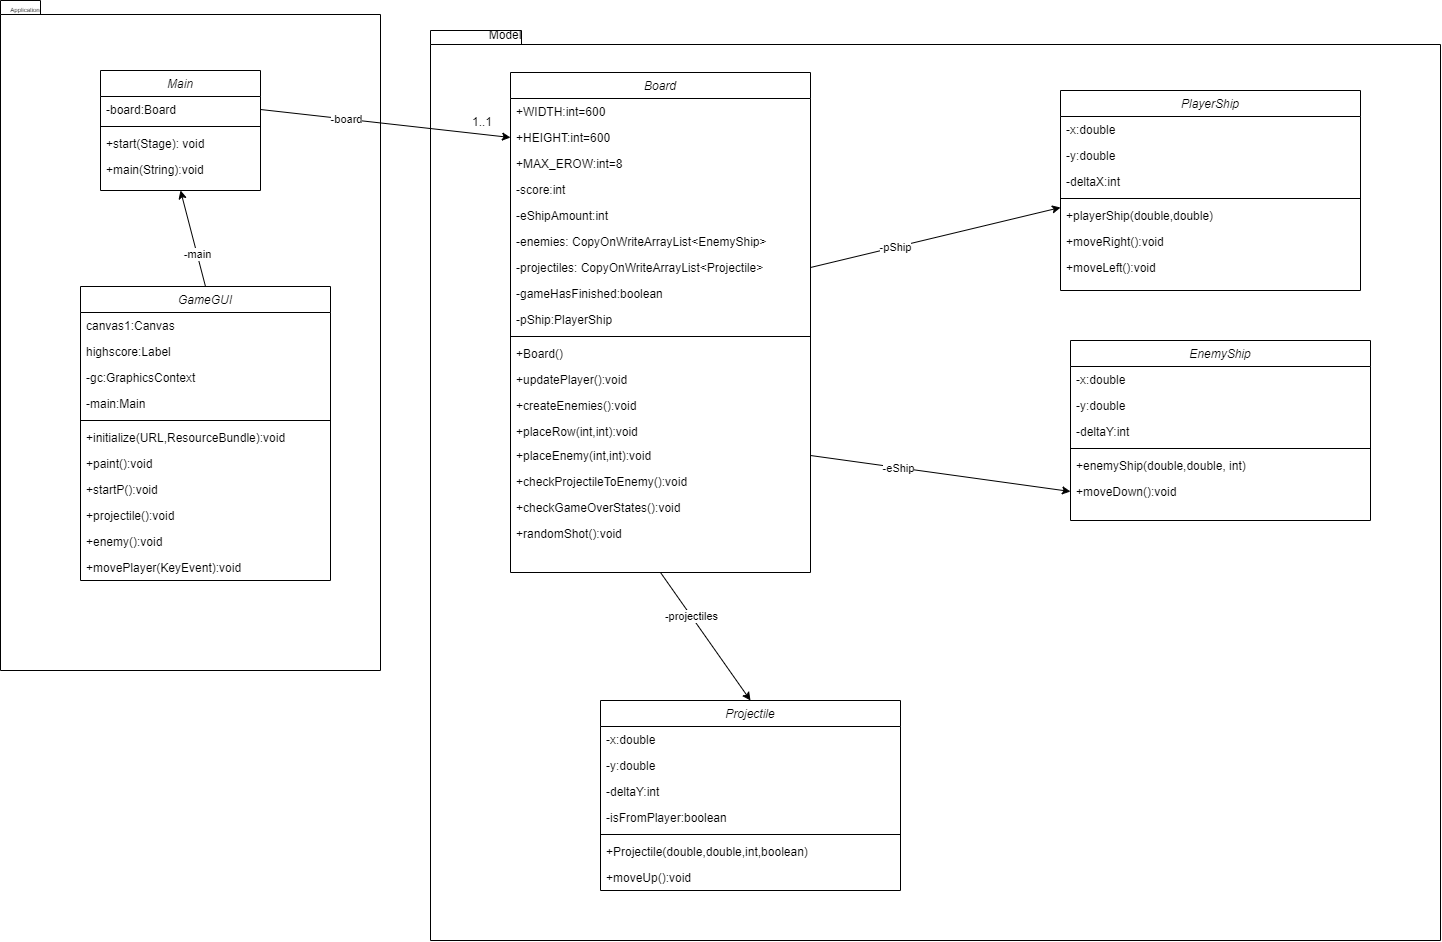 Application
Main
-board:Board
+start(Stage): void
+main(String):void
-board
1..1
-main
GameGUI
canvas1:Canvas
highscore:Label
-gc:GraphicsContext
-main:Main
+initialize(URL,ResourceBundle):void
+paint():void
+startP():void
+projectile():void
+enemy():void
+movePlayer(KeyEvent):void
Model
Board
+WIDTH:int=600
+HEIGHT:int=600
+MAX_EROW:int=8
-score:int
-eShipAmount:int
-enemies: CopyOnWriteArrayList<EnemyShip>
-projectiles: CopyOnWriteArrayList<Projectile>
-gameHasFinished:boolean
-pShip:PlayerShip
+Board()
+updatePlayer():void
+createEnemies():void
+placeRow(int,int):void
+placeEnemy(int,int):void
+checkProjectileToEnemy():void
+checkGameOverStates():void
+randomShot():void
-pShip
PlayerShip
-x:double
-y:double
-deltaX:int
+playerShip(double,double)
+moveRight():void
+moveLeft():void
-eShip
EnemyShip
-x:double
-y:double
-deltaY:int
+enemyShip(double,double, int)
+moveDown():void
-projectiles
Projectile
-x:double
-y:double
-deltaY:int
-isFromPlayer:boolean
+Projectile(double,double,int,boolean)
+moveUp():void